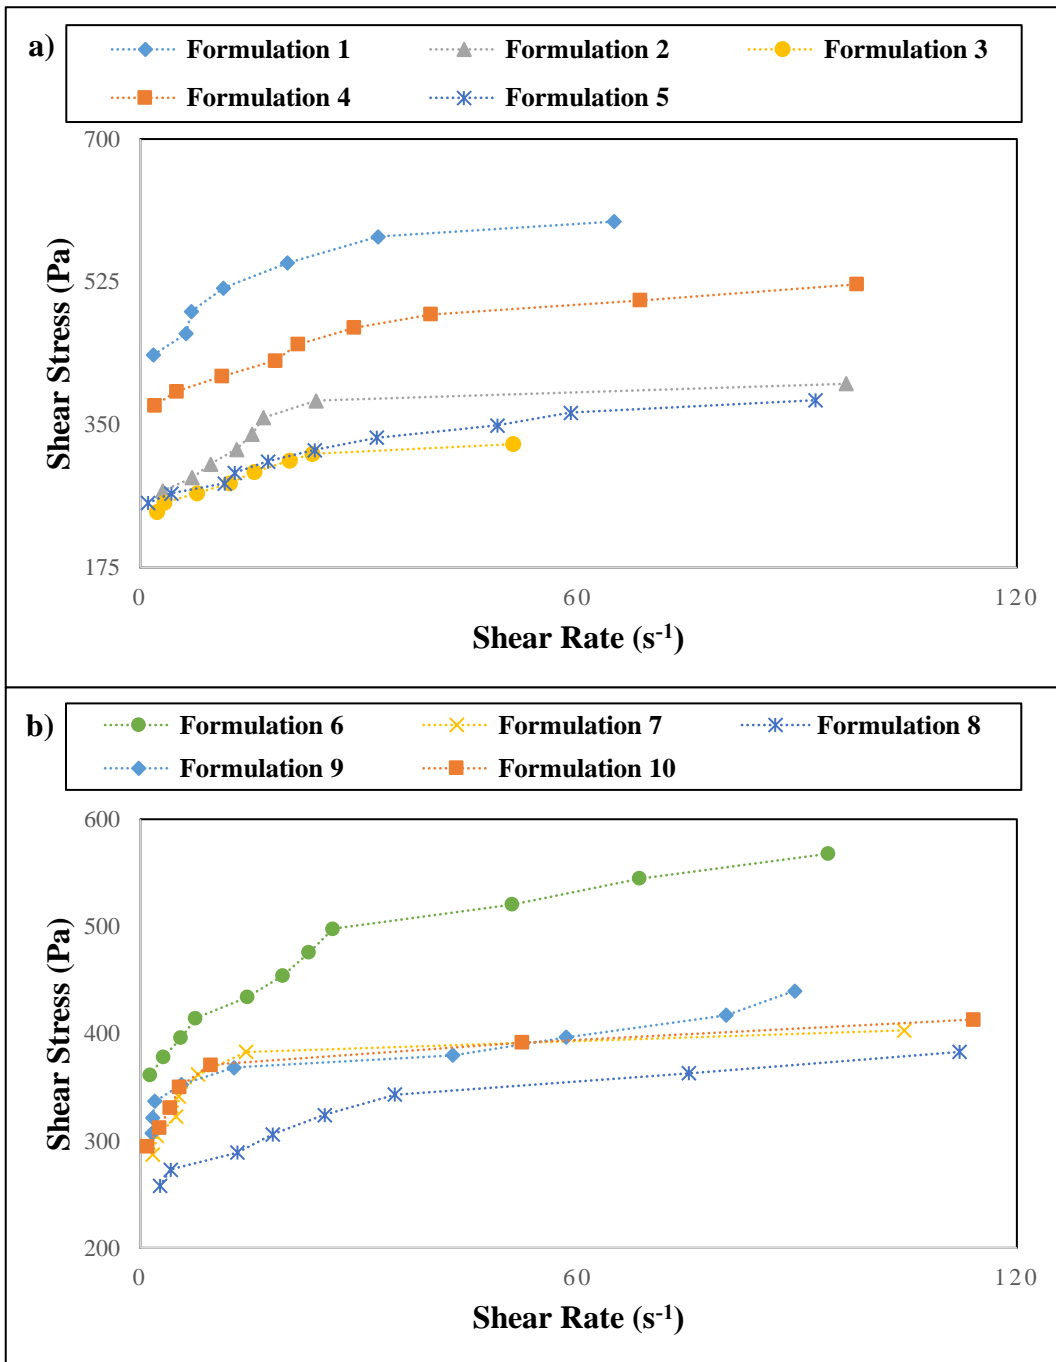 a)
Formulation 1 Formulation 2 Formulation 3
Formulation 4 Formulation 5
700
525
350
175
0 60 120
Shear Stress (Pa)
Shear Rate (s⁻¹)
b)
Formulation 6 Formulation 7 Formulation 8
Formulation 9 Formulation 10
600
500
400
300
200
0 60 120
Shear Stress (Pa)
Shear Rate (s⁻¹)